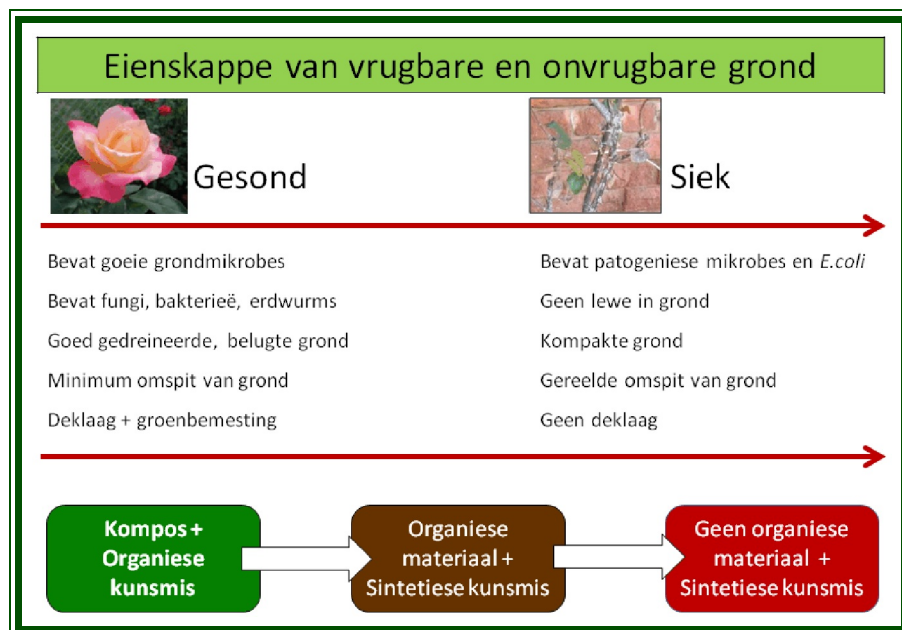 Eienskappe van vrugbare en onvrugbare grond
Gesond
Siek
Bevat goeie grondmikrobes
Bevat patogeniese mikrobes en E.coli
Bevat fungi, bakterieë, erdwurms
Geen lewe in grond
Goed gedreineerde, belugte grond
Kompakte grond
Minimum omspit van grond
Gereelde omspit van grond
Deklaag + groenbemesting
Geen deklaag
Kompos +
Organiese
kunsmis
Organiese
materiaal +
Sintetiese kunsmis
Geen organiese
materiaal +
Sintetiese kunsmis